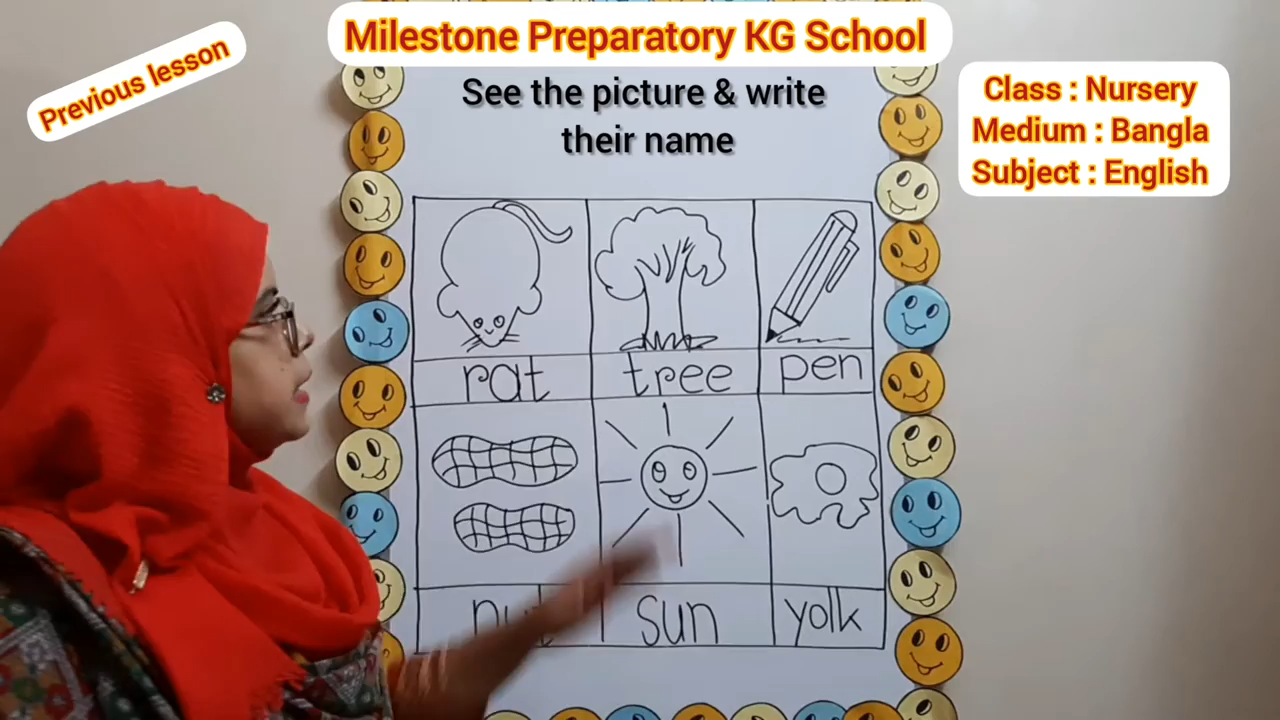 Milestone Preparatory KG School
Previous lesson
See the picture & write
their name
Class : Nursery
Medium : Bangla
Subject : English
rat tree pen
sun yolk